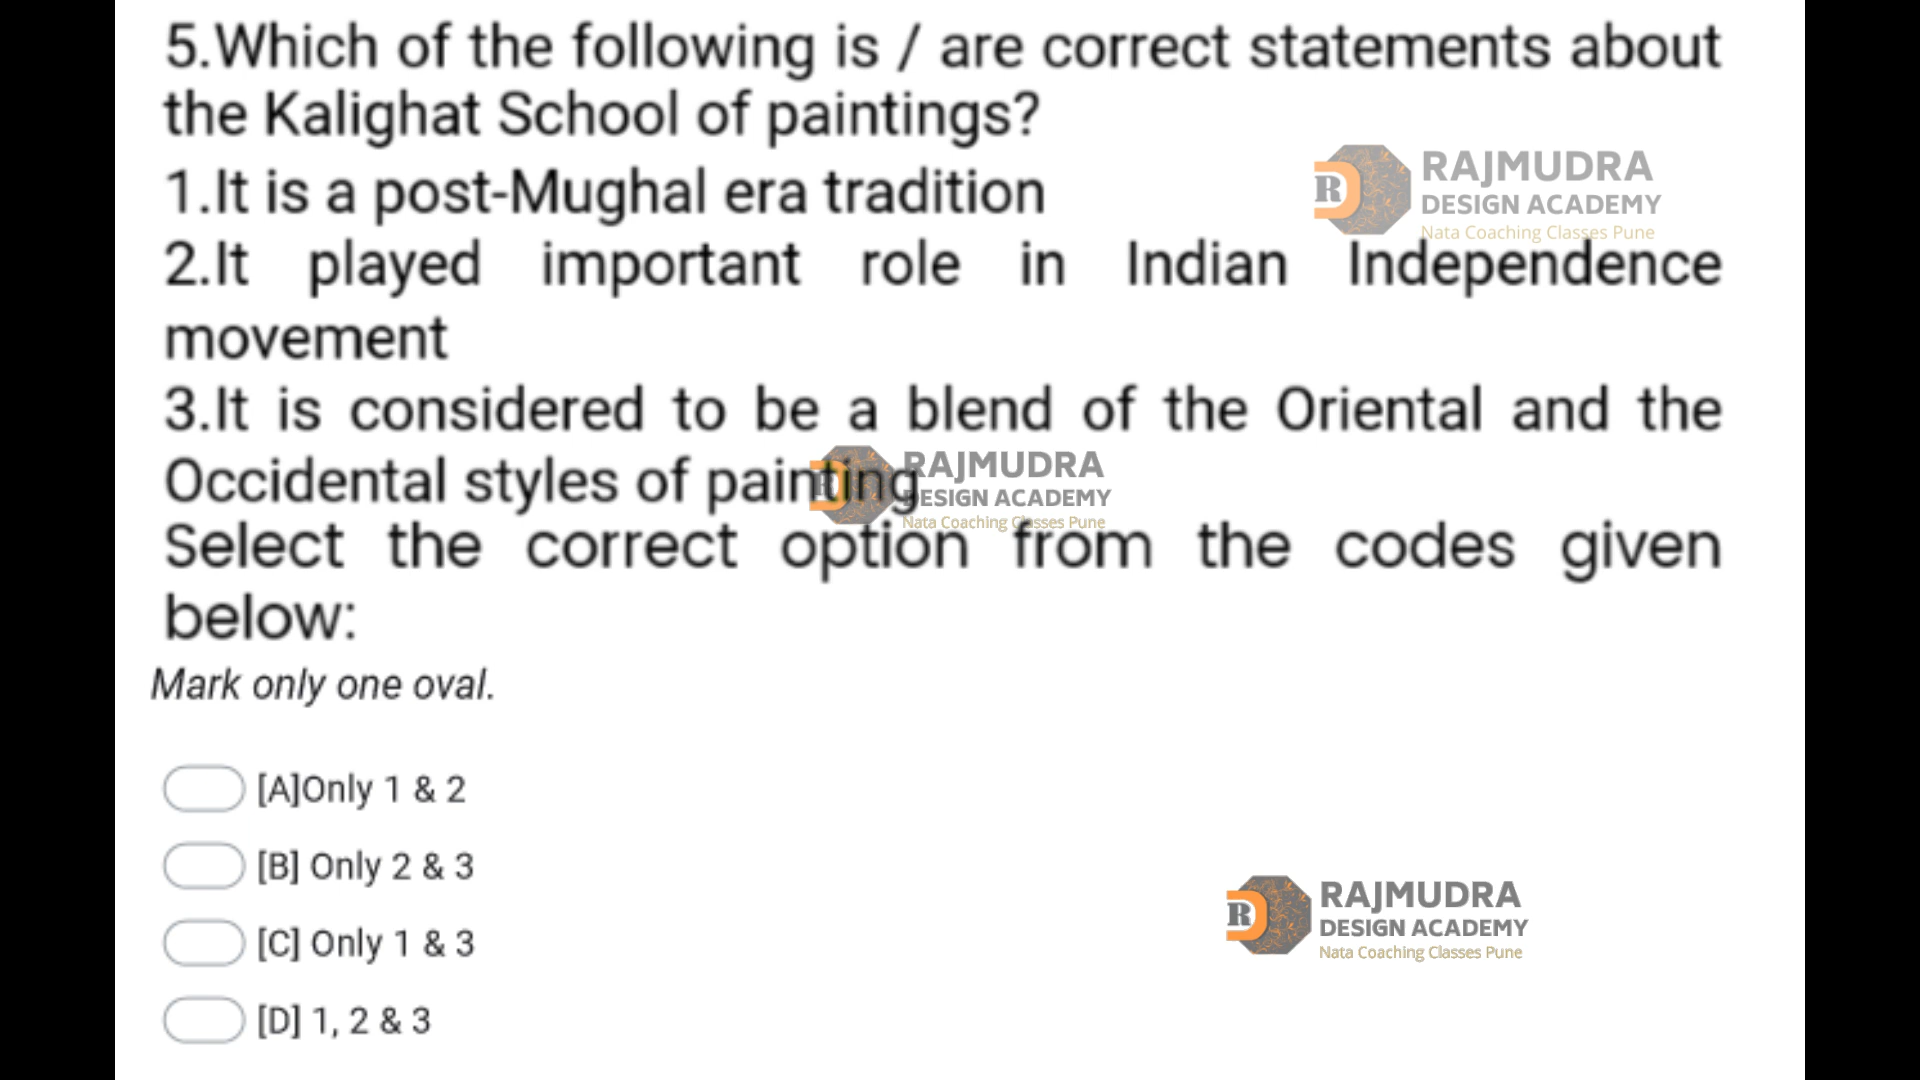 5.Which of the following is / are correct statements about
the Kalighat School of paintings?
1.It is a post-Mughal era tradition
RAJMUDRA
DESIGN ACADEMY
Nata Coaching Classes Pune
2.It played important role in Indian Independence
movement
3.It is considered to be a blend of the Oriental and the
Occidental styles of painting
RAJMUDRA
DESIGN ACADEMY
Nata Coaching Classes Pune
Select the correct option from the codes given
below:
Mark only one oval.
[A]Only 1 & 2
[B] Only 2 & 3
RAJMUDRA
DESIGN ACADEMY
Nata Coaching Classes Pune
[C] Only 1 & 3
[D] 1, 2 & 3